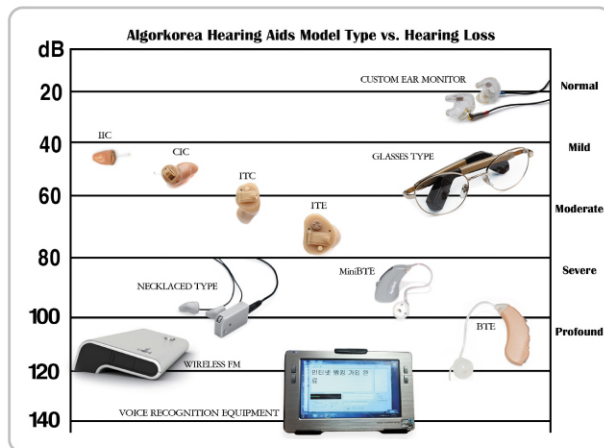 Algorkorea Hearing Aids Model Type vs. Hearing Loss
dB
CUSTOM EAR MONITOR
Normal
20
40
IIC
CIC
GLASSES TYPE
Mild
ITC
60
ITE
Moderate
80
NECKLACED TYPE
MiniBTE
Severe
100
BTE
Profound
WIRELESS FM
120
VOICE RECOGNITION EQUIPMENT
140